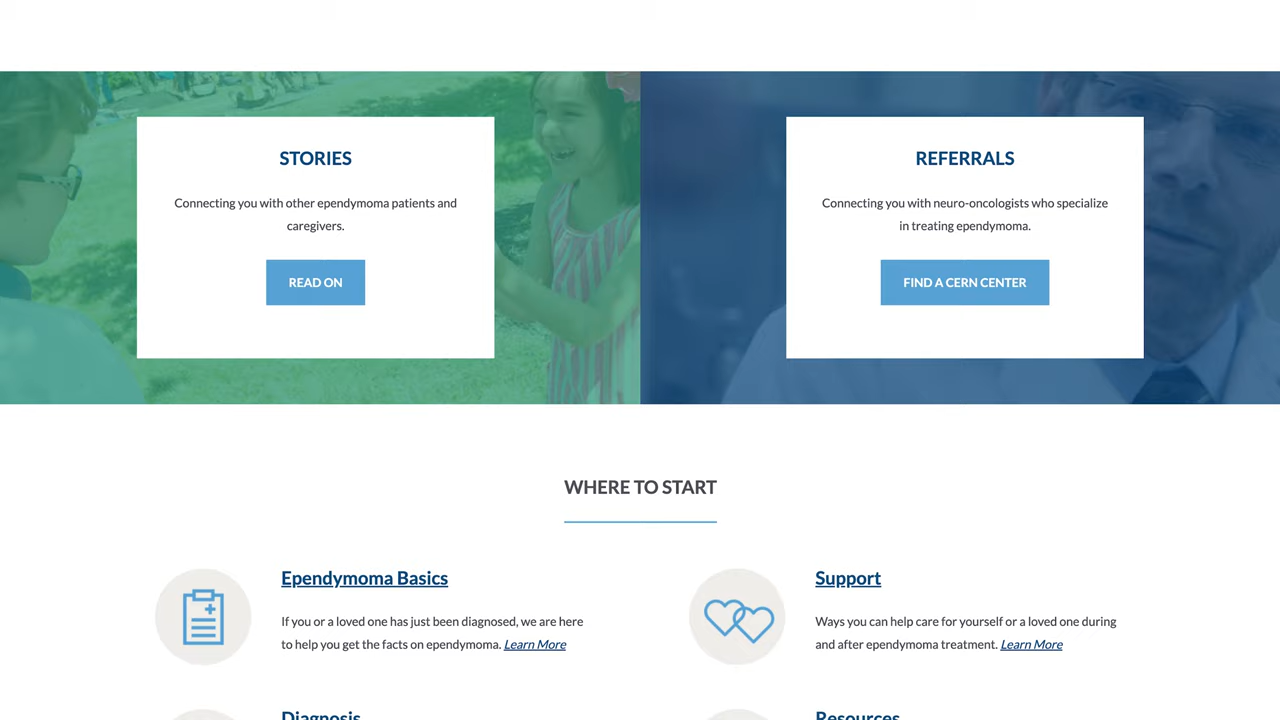 STORIES
Connecting you with other ependymoma patients and
caregivers.
READ ON
REFERRALS
Connecting you with neuro-oncologists who specialize
in treating ependymoma.
FIND A CERN CENTER
WHERE TO START
Ependymoma Basics
If you or a loved one has just been diagnosed, we are here
to help you get the facts on ependymoma. Learn More
Support
Ways you can help care for yourself or a loved one during
and after ependymoma treatment. Learn More
Diagnosis
Resources